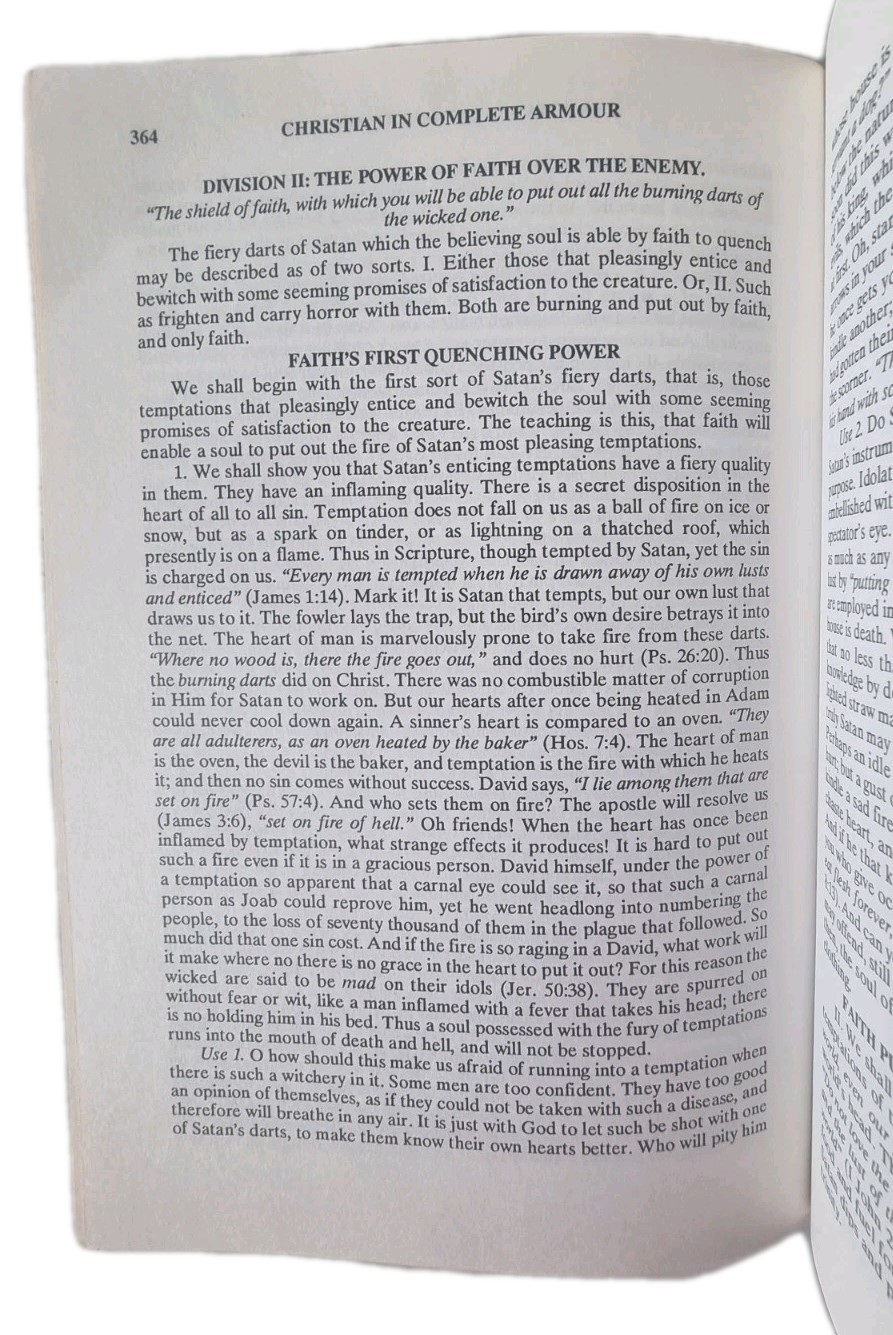 364
CHRISTIAN IN COMPLETE ARMOUR
DIVISION II: THE POWER OF FAITH OVER THE ENEMY.
“The shield of faith, with which you will be able to put out all the burning darts of
the wicked one.”
The fiery darts of Satan which the believing soul is able by faith to quench
may be described as of two sorts. I. Either those that pleasingly entice and
bewitch with some seeming promises of satisfaction to the creature. Or, II. Such
as frighten and carry horror with them. Both are burning and put out by faith,
and only faith.
FAITH’S FIRST QUENCHING POWER
We shall begin with the first sort of Satan’s fiery darts, that is, those
temptations that pleasingly entice and bewitch the soul with some seeming
promises of satisfaction to the creature. The teaching is this, that faith will
enable a soul to put out the fire of Satan’s most pleasing temptations.
1. We shall show you that Satan’s enticing temptations have a fiery quality
in them. They have an inflaming quality. There is a secret disposition in the
heart of all to all sin. Temptation does not fall on us as a ball of fire on ice or
snow, but as a spark on tinder, or as lightning on a thatched roof, which
presently is on a flame. Thus in Scripture, though tempted by Satan, yet the sin
is charged on us. “Every man is tempted when he is drawn away of his own lusts
and enticed” (James 1:14). Mark it! It is Satan that tempts, but our own lust that
draws us to it. The fowler lays the trap, but the bird’s own desire betrays it into
the net. The heart of man is marvelously prone to take fire from these darts.
“Where no wood is, there the fire goes out,” and does no hurt (Ps. 26:20). Thus
the burning darts did on Christ. There was no combustible matter of corruption
in Him for Satan to work on. But our hearts after once being heated in Adam
could never cool down again. A sinner’s heart is compared to an oven. “They
are all adulterers, as an oven heated by the baker” (Hos. 7:4). The heart of man
is the oven, the devil is the baker, and temptation is the fire with which he heats
it; and then no sin comes without success. David says, “I lie among them that are
set on fire” (Ps. 57:4). And who sets them on fire? The apostle will resolve us
(James 3:6), “set on fire of hell.” Oh friends! When the heart has once been
inflamed by temptation, what strange effects it produces! It is hard to put out
such a fire even if it is in a gracious person. David himself, under the power of
a temptation so apparent that a carnal eye could see it, so that such a carnal
person as Joab could reprove him, yet he went headlong into numbering the
people, to the loss of seventy thousand of them in the plague that followed. So
much did that one sin cost. And if the fire is so raging in a David, what work will
it make where no there is no grace in the heart to put it out? For this reason the
wicked are said to be mad on their idols (Jer. 50:38). They are spurred on
without fear or wit, like a man inflamed with a fever that takes his head; there
is no holding him in his bed. Thus a soul possessed with the fury of temptations
runs into the mouth of death and hell, and will not be stopped.
Use 1. O how should this make us afraid of running into a temptation when
there is such a witchery in it. Some men are too confident. They have too good
an opinion of themselves, as if they could not be taken with such a disease, and
therefore will breathe in any air. It is just with God to let such be shot with one
of Satan’s darts, to make them know their own hearts better. Who will pity him